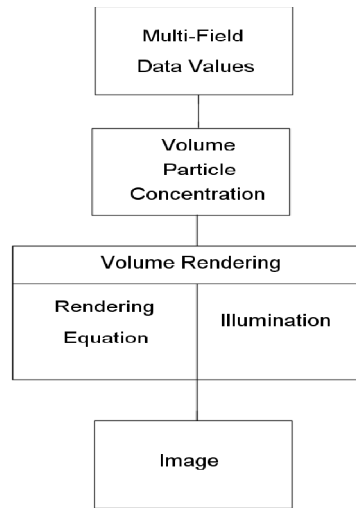 Multi-Field
Data Values
Volume
Particle
Concentration
Volume Rendering
Rendering
Equation
Illumination
Image